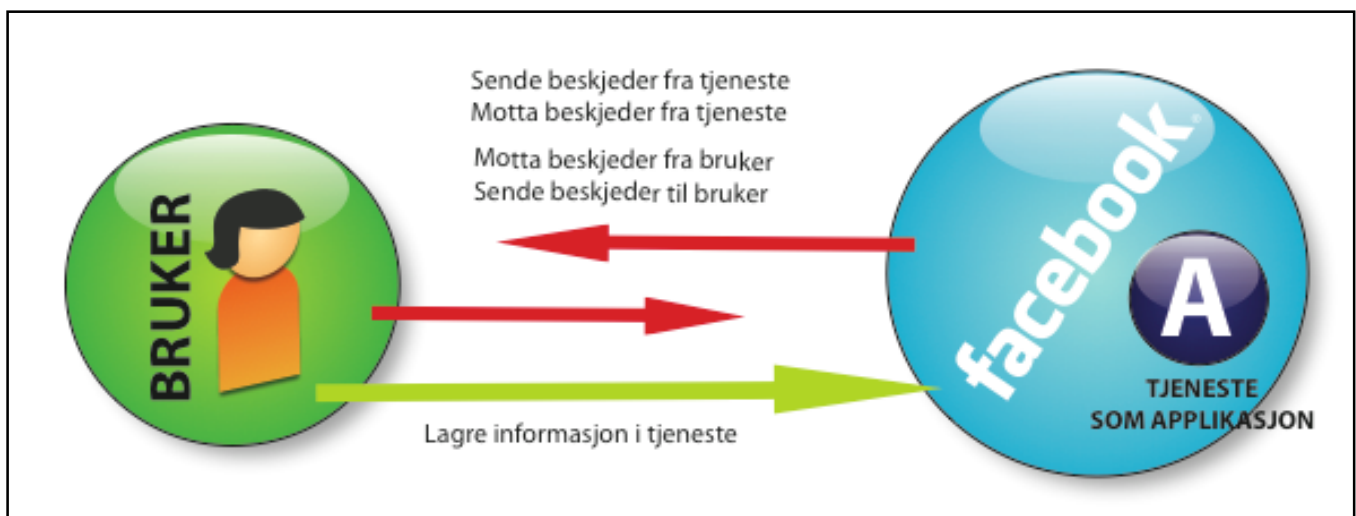 Sende beskjeder fra tjeneste
Motta beskjeder fra tjeneste
Motta beskjeder fra bruker
Sende beskjeder til bruker
BRUKER
facebook®
A
TJENESTE
SOM APPLIKASJON
Lagre informasjon i tjeneste